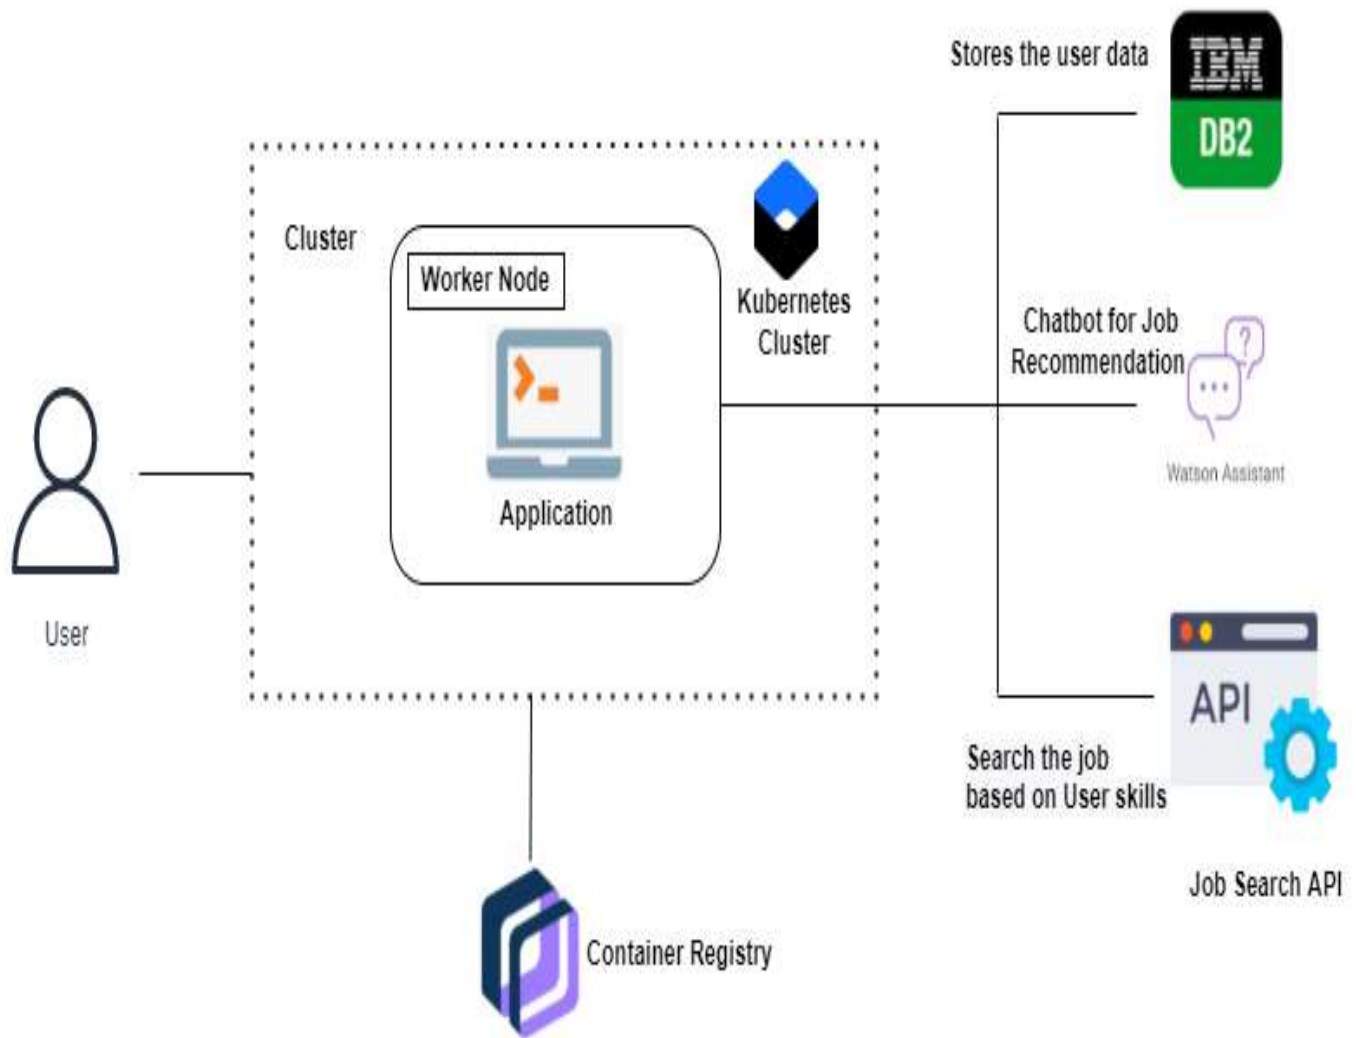 Stores the user data
IBM
DB2
Cluster
Worker Node
Kubernetes
Cluster
Application
Chatbot for Job
Recommendation
?
Watson Assistant
User
API
Search the job
based on User skills
Job Search API
Container Registry